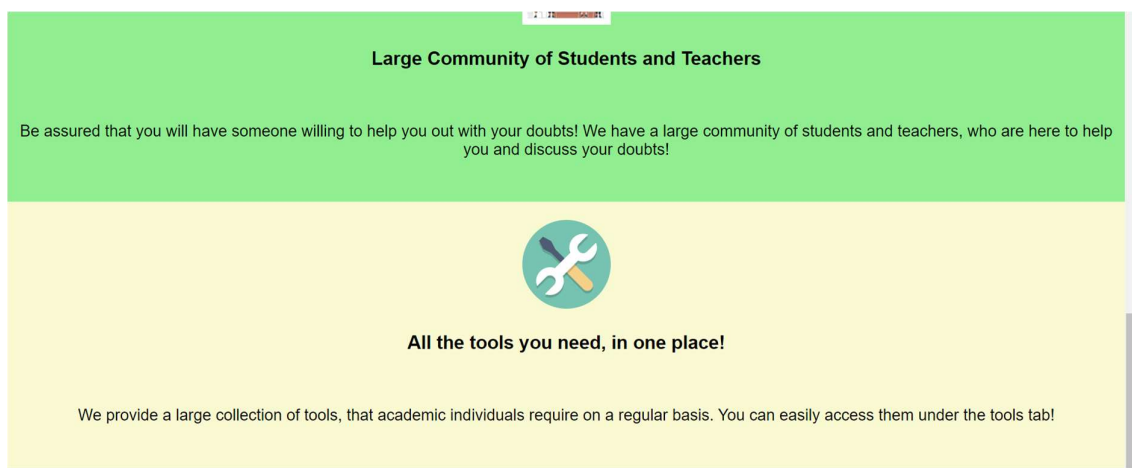 Large Community of Students and Teachers
Be assured that you will have someone willing to help you out with your doubts! We have a large community of students and teachers, who are here to help
you and discuss your doubts!
All the tools you need, in one place!
We provide a large collection of tools, that academic individuals require on a regular basis. You can easily access them under the tools tab!